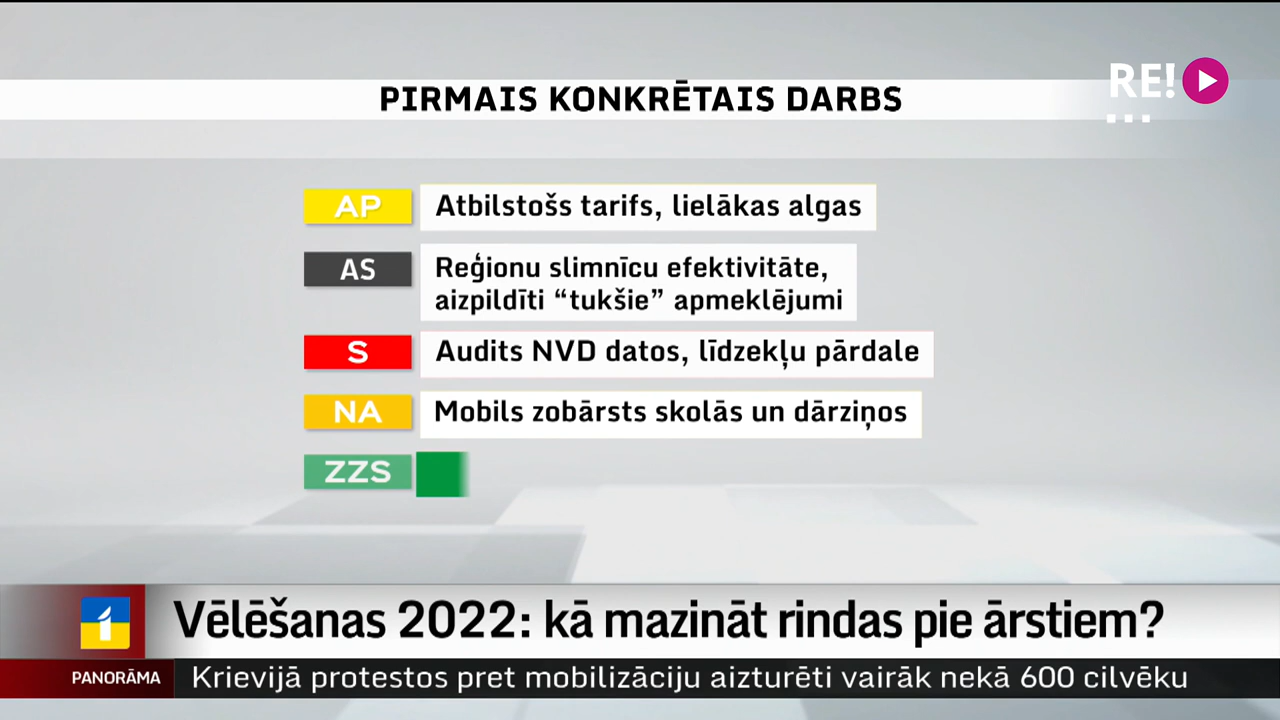 PIRMAIS KONKRĒTAIS DARBS
RE!
AP
Atbilstošs tarifs, lielākas algas
AS
Reģionu slimnīcu efektivitāte,
aizpildīti “tukšie” apmeklējumi
S
Audits NVD datos, līdzekļu pārdale
NA
Mobils zobārsts skolās un dārziņos
ZZS
1
Vēlēšanas 2022: kā mazināt rindas pie ārstiem?
PANORĀMA
Krievijā protestos pret mobilizāciju aizturēti vairāk nekā 600 cilvēku